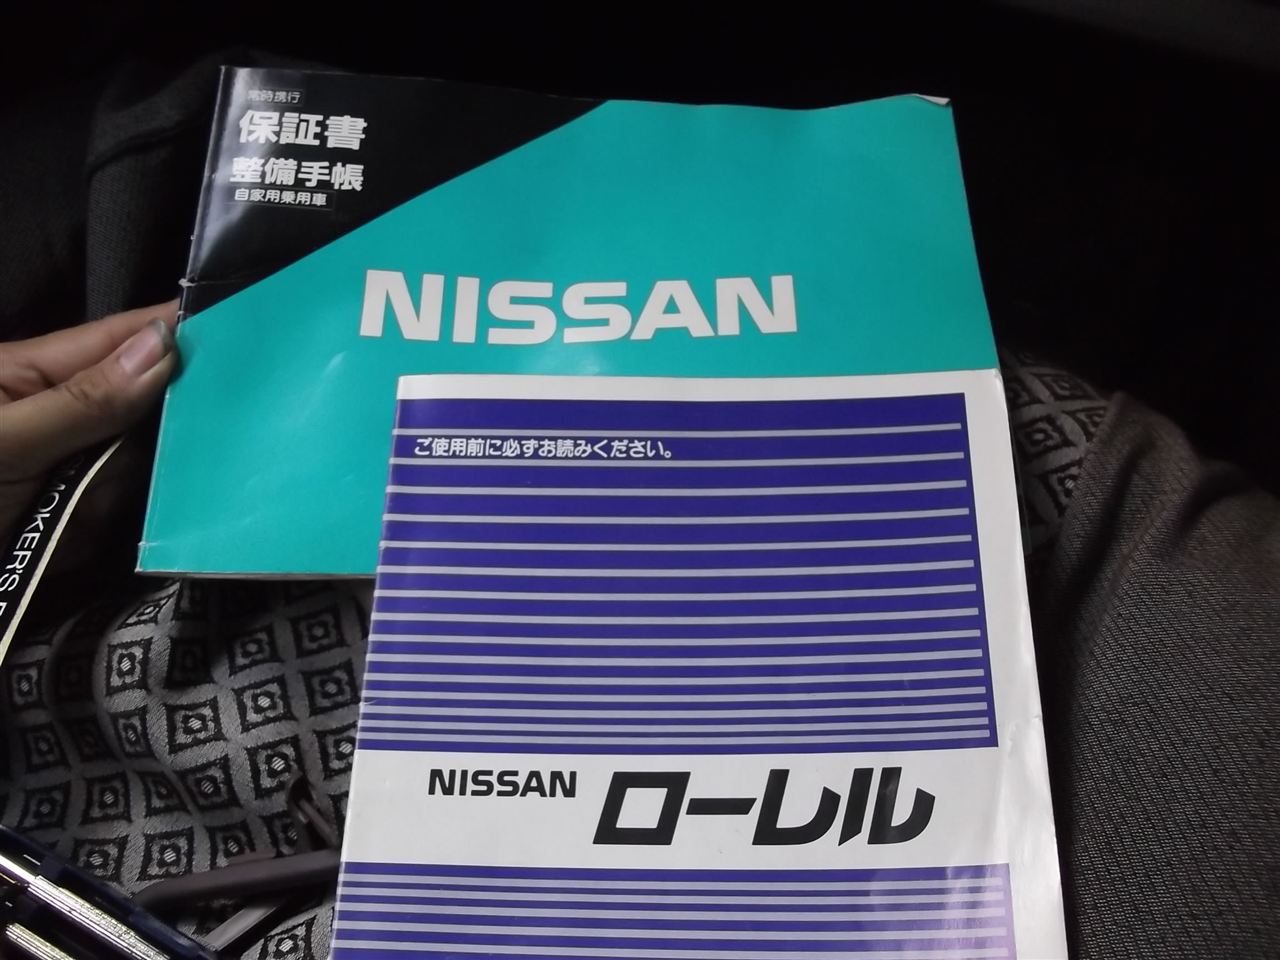 常時携行
保証書
整備手帳
自家用乗用車
NISSAN
ご使用前に必ずお読みください。
NISSAN ローレル